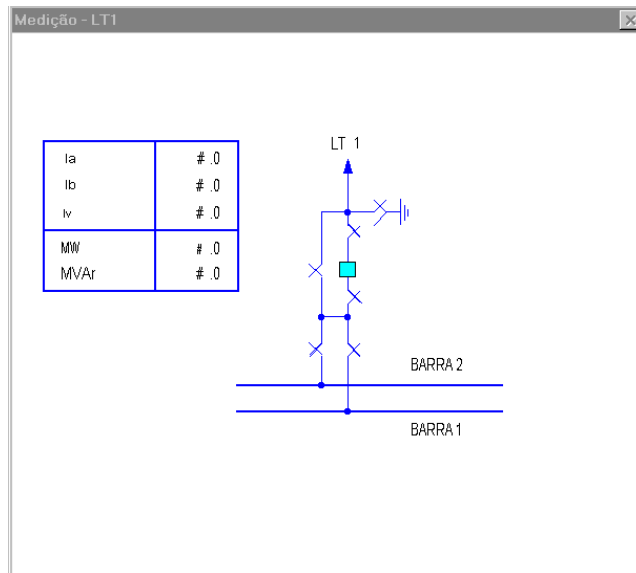 Medição - LT1
LT 1
Ia # .0
Ib # .0
Iv # .0
MW # .0
MVAr # .0
BARRA 2
BARRA 1